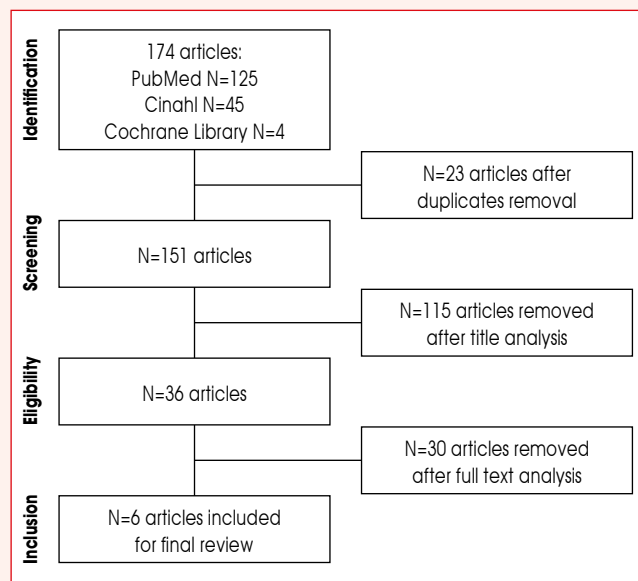 Identification
174 articles:
PubMed N=125
Cinahl N=45
Cochrane Library N=4
N=23 articles after
duplicates removal
Screening
N=151 articles
N=115 articles removed
after title analysis
Eligibility
N=36 articles
N=30 articles removed
after full text analysis
Inclusion
N=6 articles included
for final review